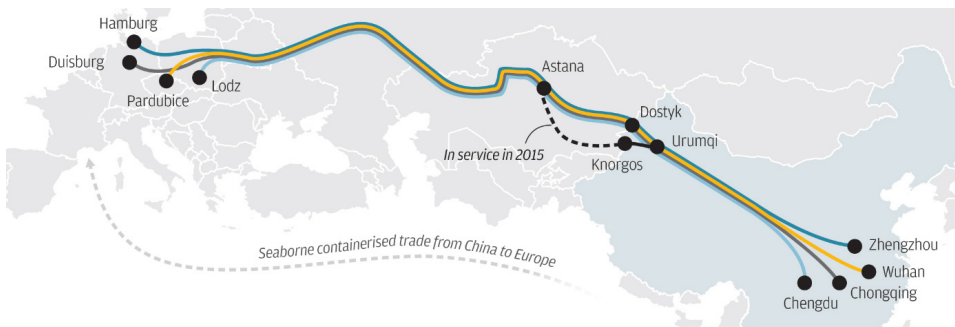 Hamburg
Duisburg
Pardubice
Lodz
Astana
Dostyk
Urumqi
In service in 2015
Knorgos
Seaborne containerised trade from China to Europe
Zhengzhou
Wuhan
Chongqing
Chengdu